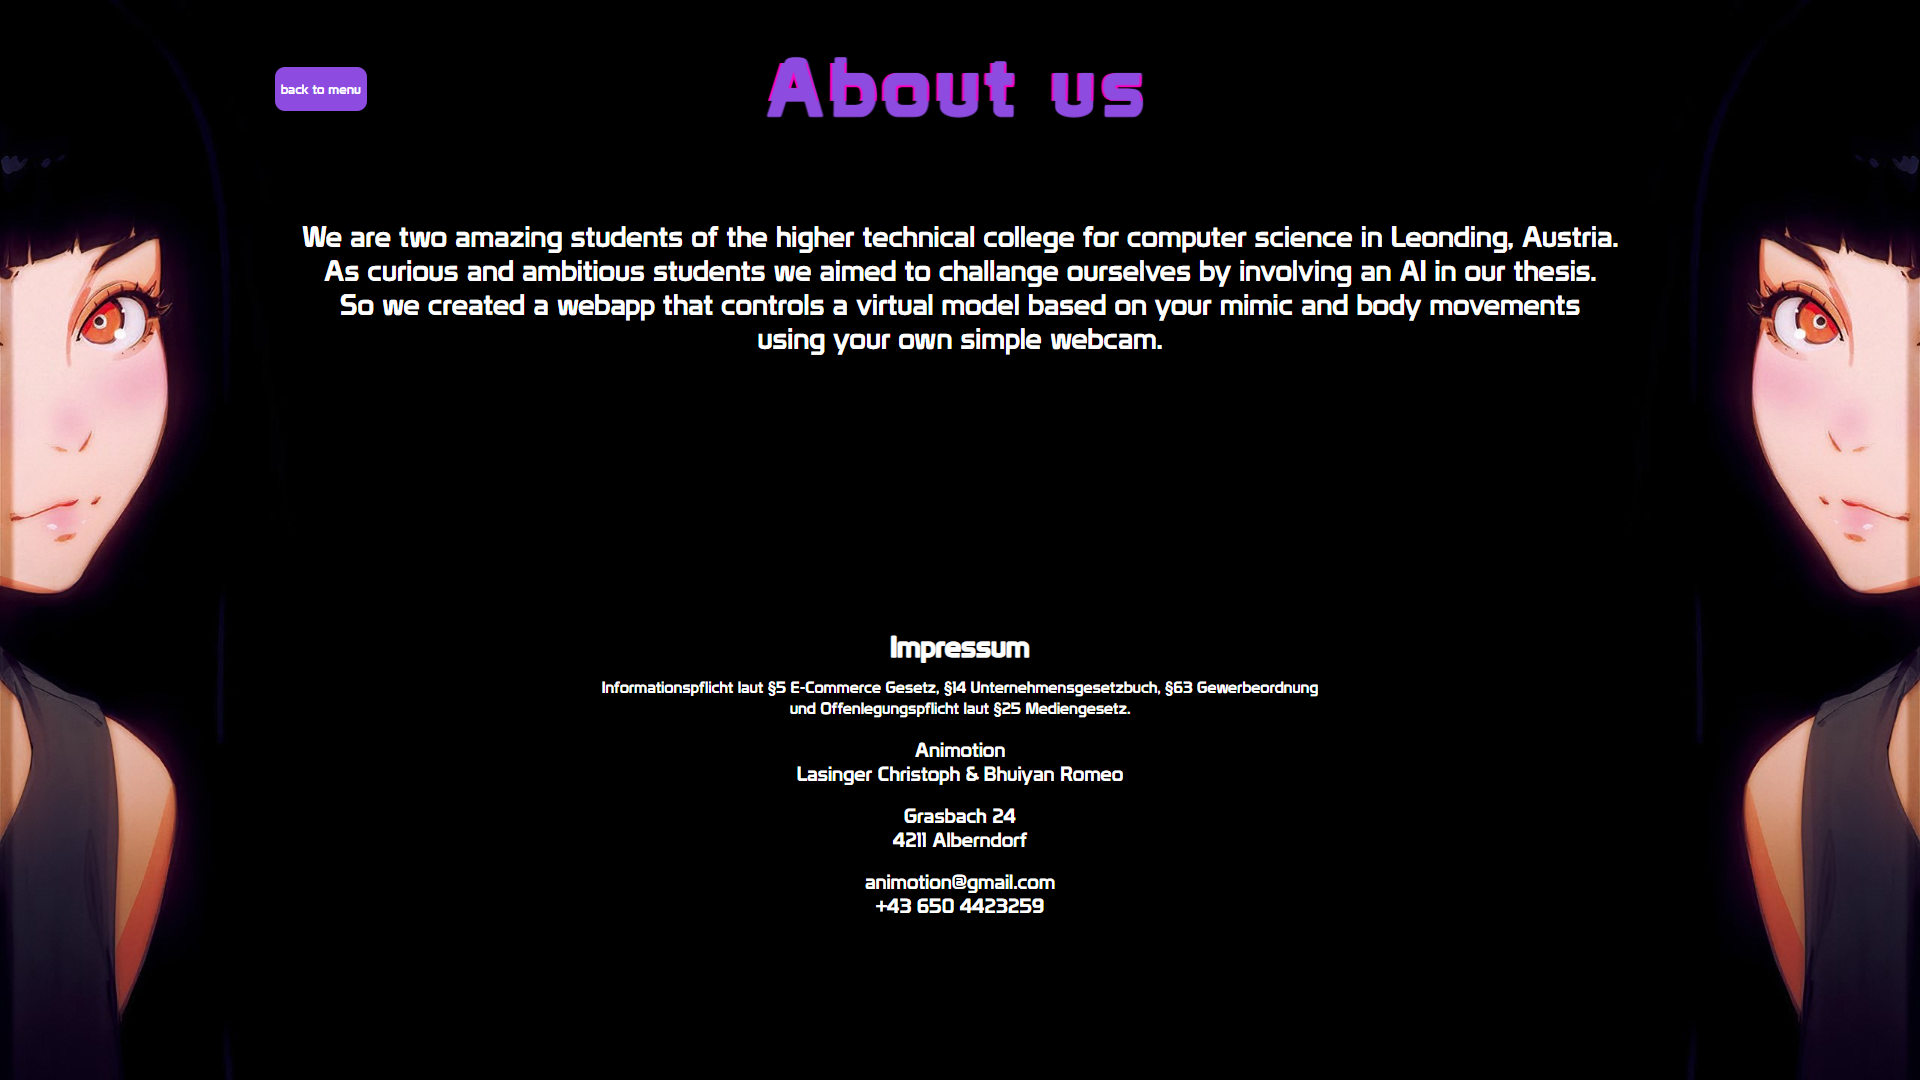 back to menu
About us
We are two amazing students of the higher technical college for computer science in Leonding, Austria.
As curious and ambitious students we aimed to challange ourselves by involving an AI in our thesis.
So we created a webapp that controls a virtual model based on your mimic and body movements
using your own simple webcam.
Impressum
Informationspflicht laut §5 E-Commerce Gesetz, §14 Unternehmensgesetzbuch, §63 Gewerbeordnung
und Offenlegungspflicht laut §25 Mediengesetz.
Animotion
Lasinger Christoph & Bhuiyan Romeo
Grasbach 24
4211 Alberndorf
animotion@gmail.com
+43 650 4423259